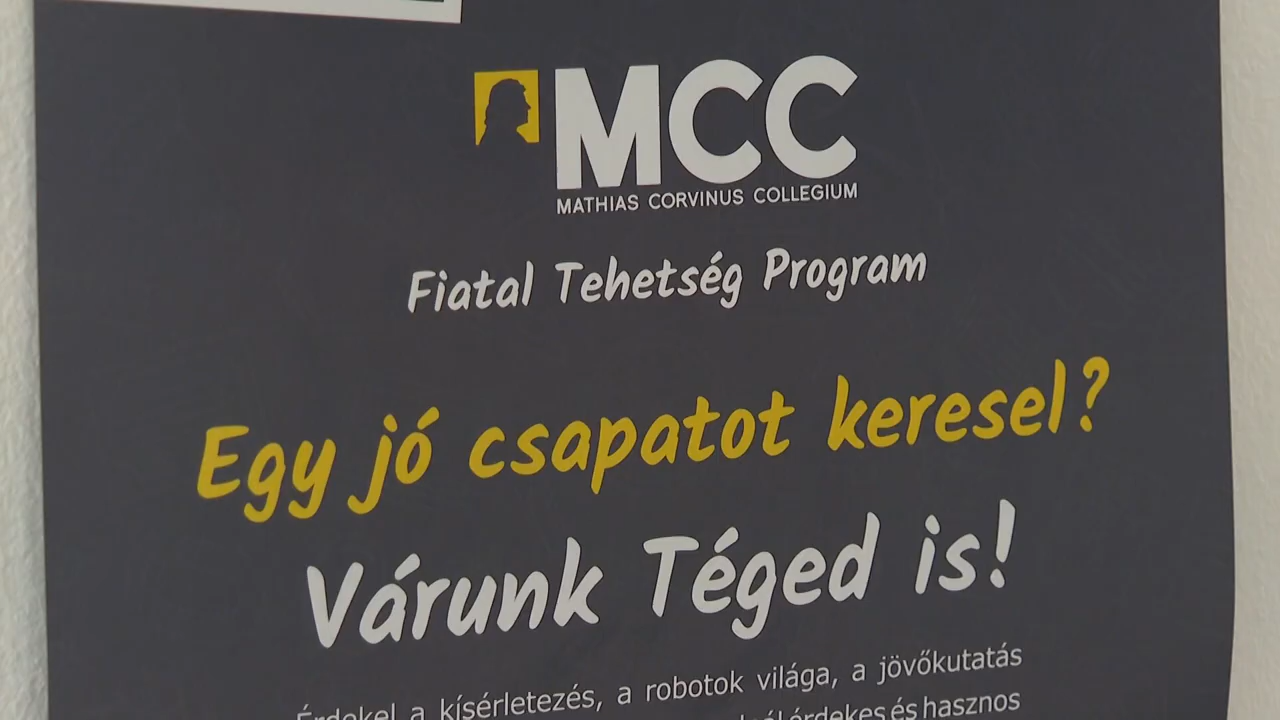 MCC
MATHIAS CORVINUS COLLEGIUM
Fiatal Tehetség Program
Egy jó csapatot keresel?
Várunk Téged is!
Érdekel a kísérletezés, a robotok világa, a jövőkutatás
érdekes és hasznos